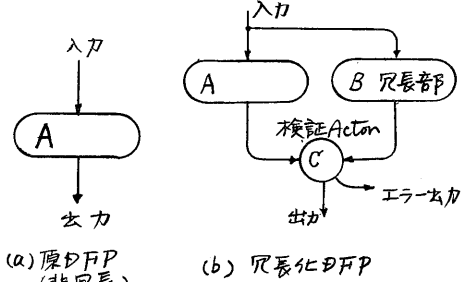 入力
A
出力
(a) 原DFP
(非冗長)
入力
A
B 冗長部
検証Acton
C
出力
エラー出力
(b) 冗長化DFP